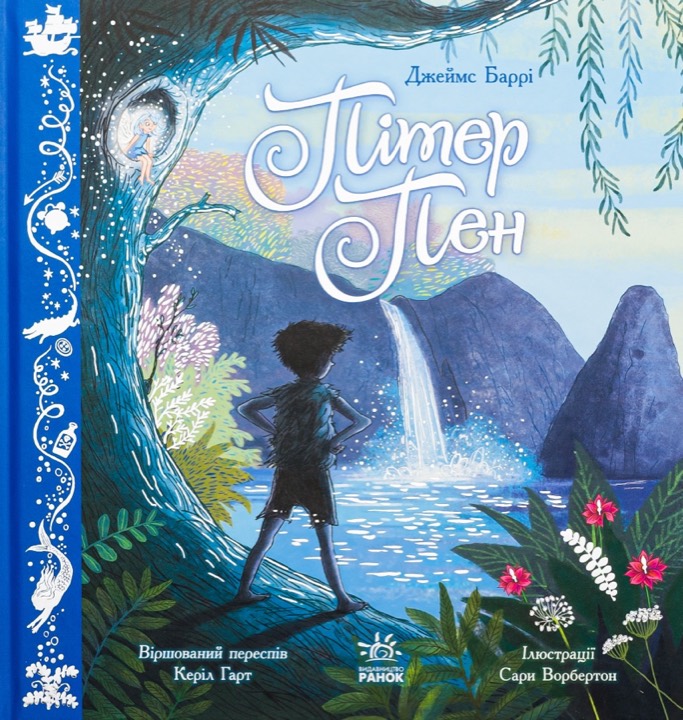 Джеймс Баррі
Пітер
Пен
Віршований переспів
Керіл Гарт
ВИДАВНИЦТВО
РАНОК
Ілюстрації
Сари Ворбертон